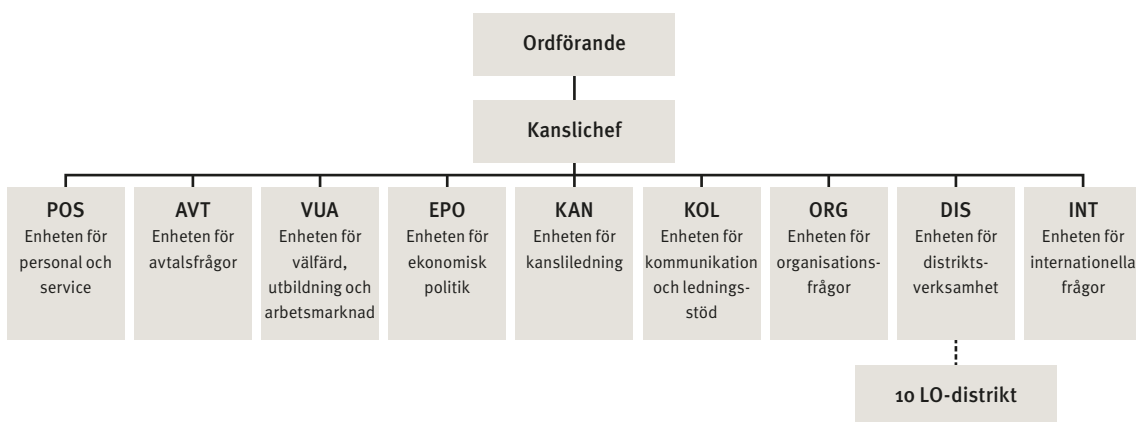 Ordförande
Kanslichef
POS
Enheten för
personal och
service
AVT
Enheten för
avtalsfrågor
VUA
Enheten för
välfärd,
utbildning och
arbetsmarknad
EPO
Enheten för
ekonomisk
politik
KAN
Enheten för
kansliledning
KOL
Enheten för
kommunikation
och lednings-
stöd
ORG
Enheten för
organisations-
frågor
DIS
Enheten för
distrikts-
verksamhet
INT
Enheten för
internationella
frågor
10 LO-distrikt